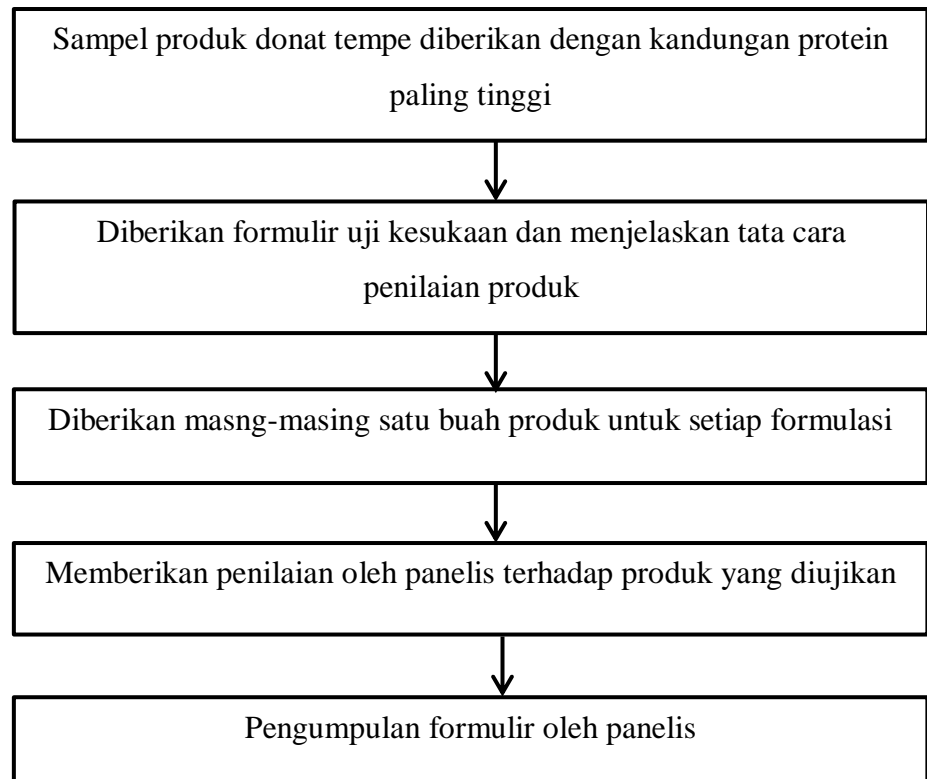 Sampel produk donat tempe diberikan dengan kandungan protein
paling tinggi
Diberikan formulir uji kesukaan dan menjelaskan tata cara
penilaian produk
Diberikan masng-masing satu buah produk untuk setiap formulasi
Memberikan penilaian oleh panelis terhadap produk yang diujikan
Pengumpulan formulir oleh panelis